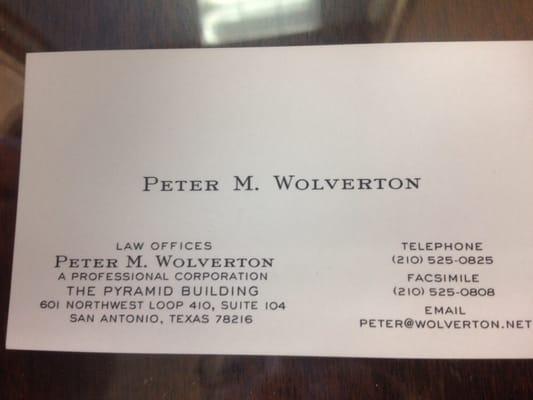 PETER M. WOLVERTON
LAW OFFICES
PETER M. WOLVERTON
A PROFESSIONAL CORPORATION
THE PYRAMID BUILDING
601 NORTHWEST LOOP 410, SUITE 104
SAN ANTONIO, TEXAS 78216
TELEPHONE
(210) 525-0825
FACSIMILE
(210) 525-0808
EMAIL
PETER@WOLVERTON.NET